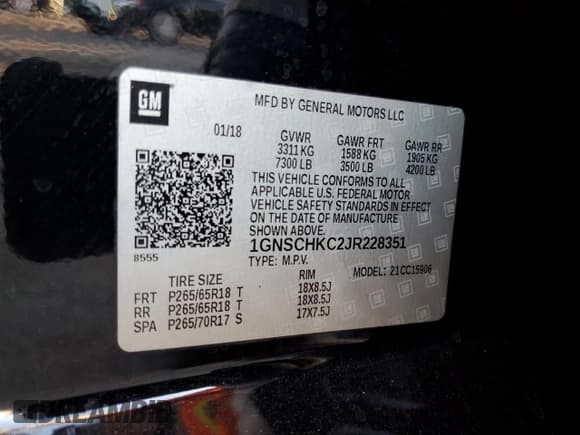 GM
MFD BY GENERAL MOTORS LLC
01/18
GVWR GAWR FRT GAWR RR
3311 KG 1588 KG 1905 KG
7300 LB 3500 LB 4200 LB
THIS VEHICLE CONFORMS TO ALL
APPLICABLE U.S. FEDERAL MOTOR
VEHICLE SAFETY STANDARDS IN EFFECT
ON THE DATE OF MANUFACTURE SHOWN ABOVE.
1GNSCHKC2JR228351
8555
TYPE: M.P.V. MODEL: 21CC15906
TIRE SIZE RIM
FRT P265/65R18 T 18X8.5J
RR P265/65R18 T 18X8.5J
SPA P265/70R17 S 17X7.5J
DREAMBID